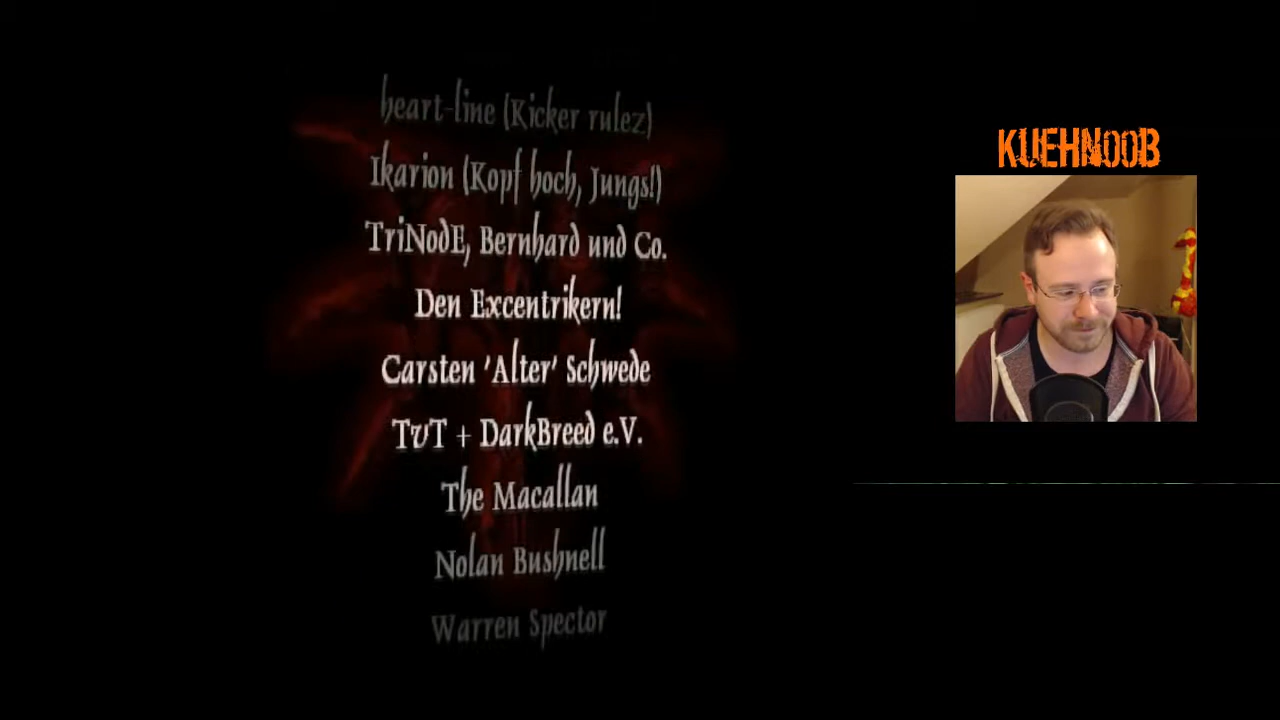 heart-line (Kicker rulez)
Ikarion (Kopf hoch, Jungs!)
TriNodE, Bernhard und Co.
Den Excentrikern!
Carsten 'Alter' Schwede
TvT + DarkBreed e.V.
The Macallan
Nolan Bushnell
Warren Spector
KUEHNOOB